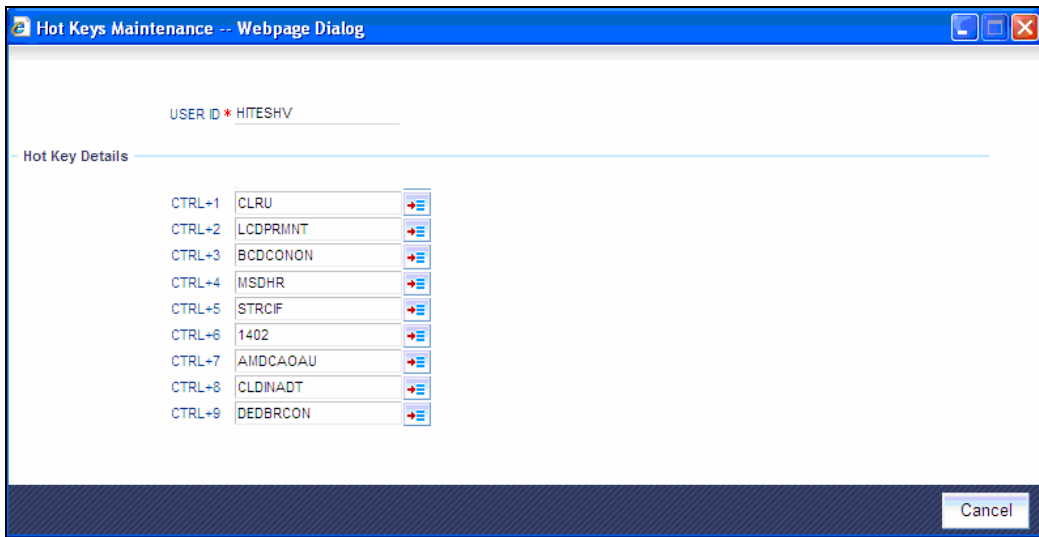 Hot Keys Maintenance -- Webpage Dialog
USER ID * HITESHV
Hot Key Details
CTRL+1 CLRU
CTRL+2 LCDPRMNT
CTRL+3 BCDCONON
CTRL+4 MSDHR
CTRL+5 STRCIF
CTRL+6 1402
CTRL+7 AMDCAOAU
CTRL+8 CLDINADT
CTRL+9 DEDBRCON
Cancel